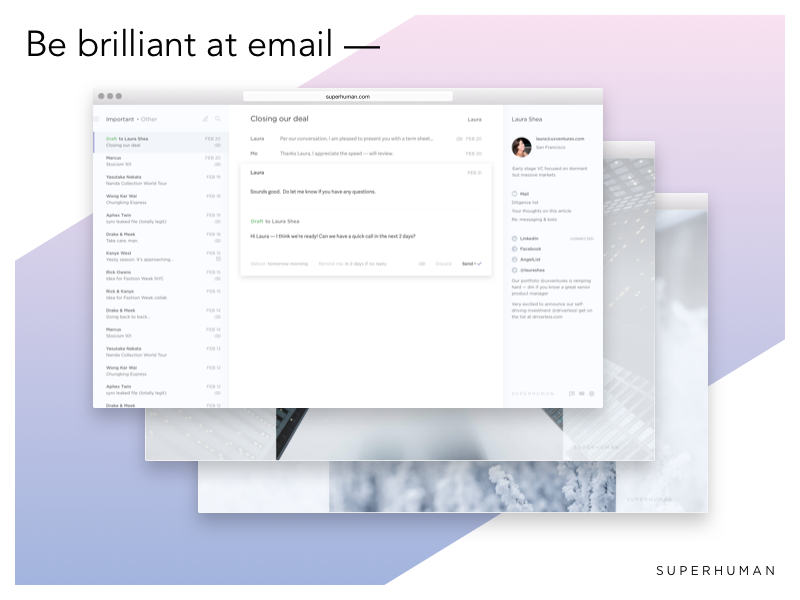 Be brilliant at email —
superhuman.com
Important • Other
Draft to Laura Shea FEB 20
Closing our deal
Marcus FEB 20
Stoicism 101
Yasutake Nakata FEB 19
Nanda Collection World Tour
Wong Kar Wai FEB 19
Chungking Express
Aphex Twin FEB 19
syro leaked file (totally legit)
Drake & Meek FEB 19
Take care, man
Kanye West FEB 15
Yeezy season: it's approaching...
Rick Owens FEB 15
Idea for Fashion Week NYC
Rick & Kanye FEB 15
Idea for Fashion Week collab
Drake & Meek FEB 13
Going back to back...
Marcus FEB 13
Stoicism 101
Yasutake Nakata FEB 13
Nanda Collection World Tour
Wong Kar Wai FEB 13
Chungking Express
Aphex Twin FEB 12
syro leaked file (totally legit)
Drake & Meek FEB 12
Closing our deal Laura
Laura Per our conversation, I am pleased to present you with a term sheet... FEB 20
Me Thanks Laura, I appreciate the speed — will review. FEB 20
Laura FEB 21
Sounds good. Do let me know if you have any questions.
Draft to Laura Shea
Hi Laura — I think we're ready! Can we have a quick call in the next 2 days?
Deliver tomorrow morning Remind me in 2 days if no reply Discard Send
Laura Shea
laura@uxventures.com
San Francisco
Early stage VC focused on dormant
but massive markets
Mail
Diligence list
Your thoughts on this article
Re: messaging & bots
LinkedIn
Facebook
AngelList
@laurashea
Our portfolio @uxventures is ramping
hard — dm if you know a great senior
product manager
Very excited to announce our self-
driving investment @driverless! get on
the list at driverless.com
SUPERHUMAN
SUPERHUMAN
SUPERHUMAN
SUPERHUMAN